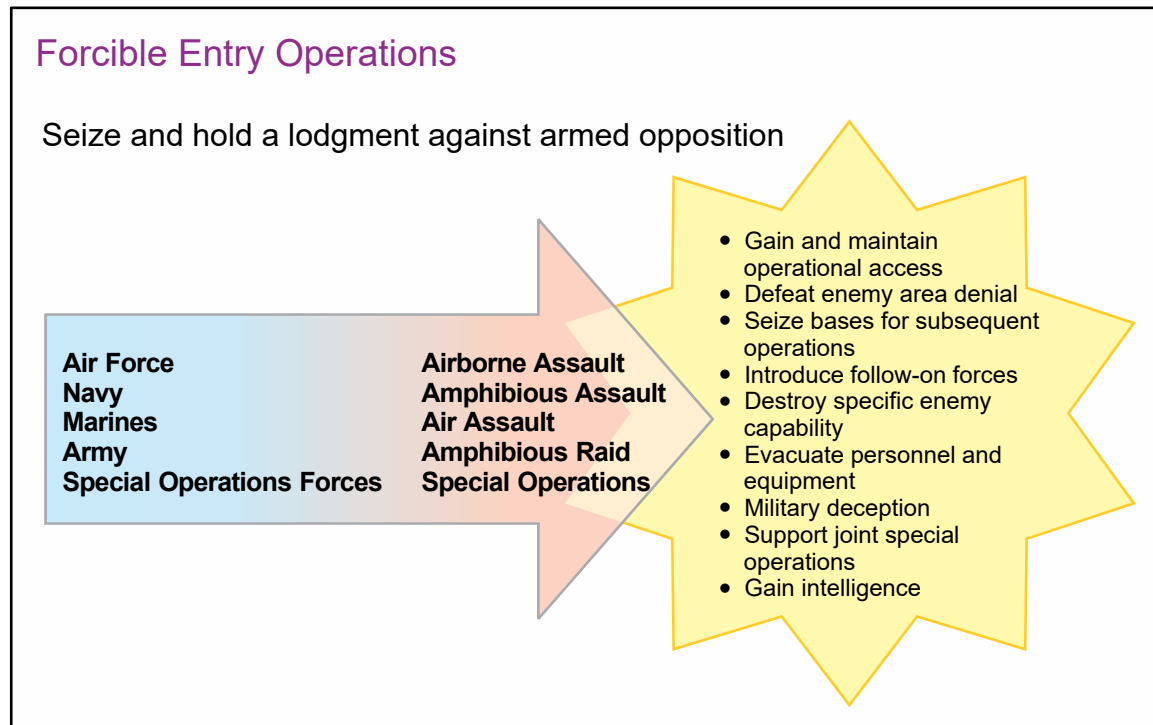 Forcible Entry Operations
Seize and hold a lodgment against armed opposition
Air Force
Navy
Marines
Army
Special Operations Forces
Airborne Assault
Amphibious Assault
Air Assault
Amphibious Raid
Special Operations
• Gain and maintain
operational access
• Defeat enemy area denial
• Seize bases for subsequent
operations
• Introduce follow-on forces
• Destroy specific enemy
capability
• Evacuate personnel and
equipment
• Military deception
• Support joint special
operations
• Gain intelligence